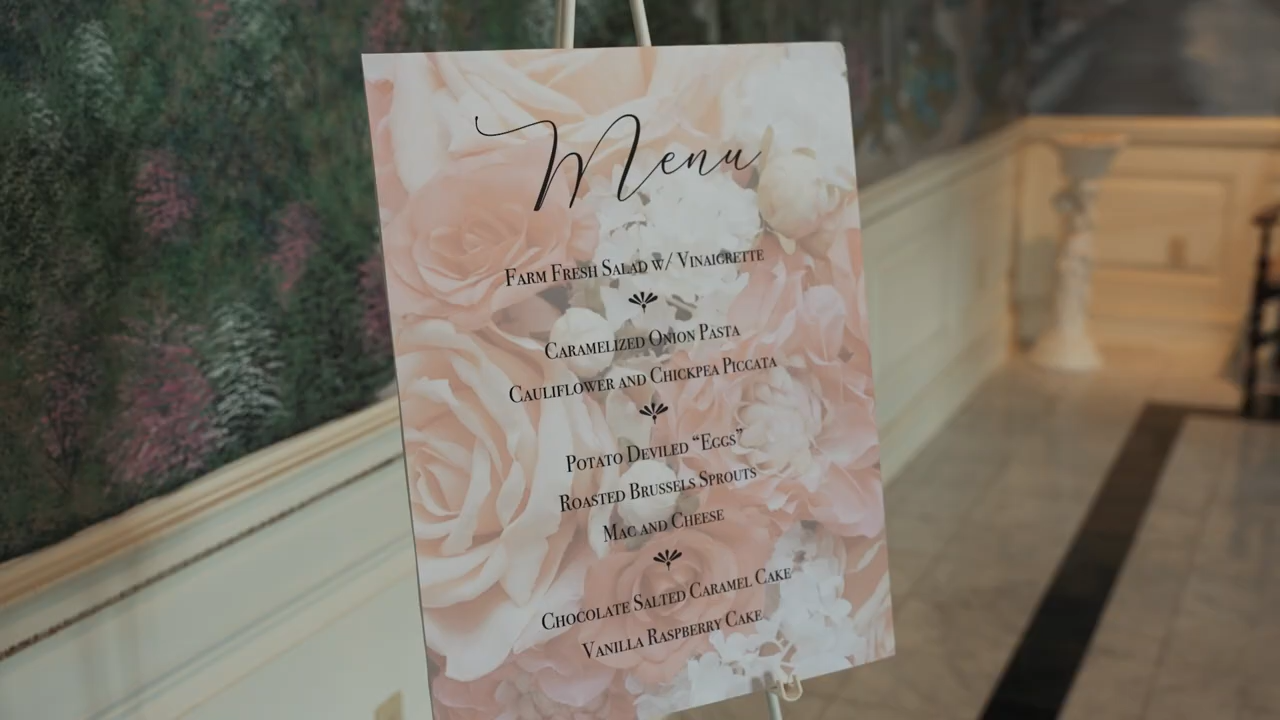 Menu
Farm Fresh Salad w/ Vinaigrette
Caramelized Onion Pasta
Cauliflower and Chickpea Piccata
Potato Deviled “Eggs”
Roasted Brussels Sprouts
Mac and Cheese
Chocolate Salted Caramel Cake
Vanilla Raspberry Cake